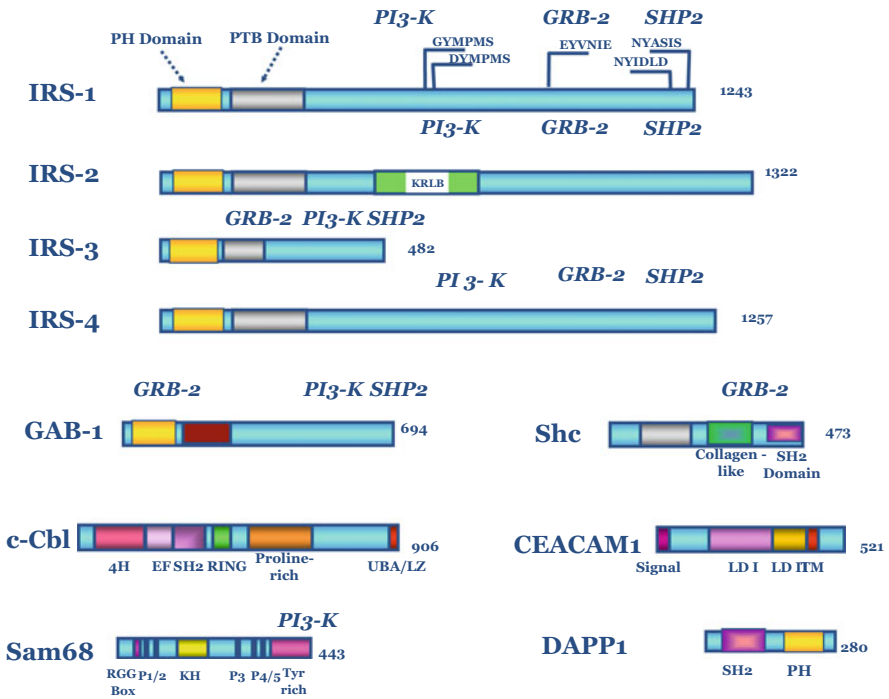 PI3-K GRB-2 SHP2
PH Domain PTB Domain GYMPMS EYVNIE NYASIS
DYMPMS NYIDLD
IRS-1 1243
PI3-K GRB-2 SHP2
IRS-2 KRLB 1322
GRB-2 PI3-K SHP2
IRS-3 482
PI 3- K GRB-2 SHP2
IRS-4 1257
GRB-2 PI3-K SHP2
GAB-1 694
GRB-2
Shc 473
Collagen - like
SH2 Domain
c-Cbl 906
4H EF SH2 RING Proline- rich UBA/LZ
CEACAM1 521
Signal LD I LD II TM
PI3-K
Sam68 443
RGG Box P1/2 KH P3 P4/5 Tyr rich
DAPP1 280
SH2 PH